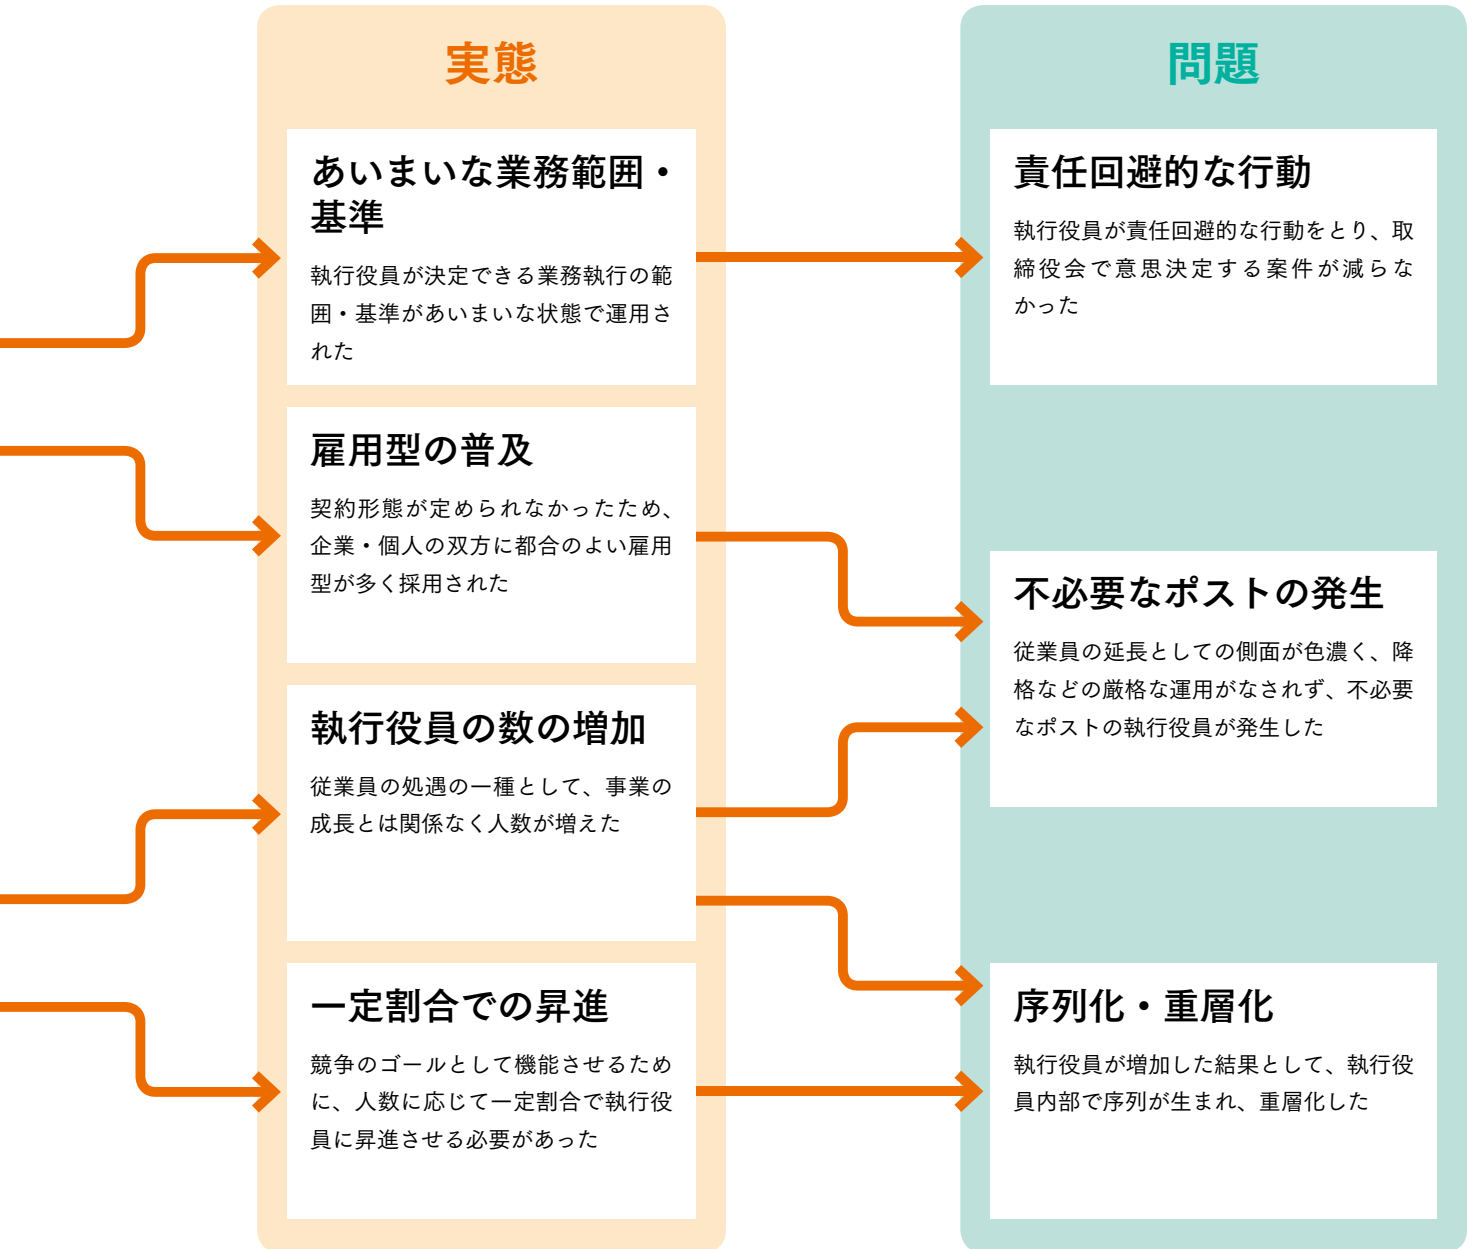 実態
あいまいな業務範囲・
基準
執行役員が決定できる業務執行の範
囲・基準があいまいな状態で運用さ
れた
雇用型の普及
契約形態が定められなかったため、
企業・個人の双方に都合のよい雇用
型が多く採用された
執行役員の数の増加
従業員の処遇の一種として、事業の
成長とは関係なく人数が増えた
一定割合での昇進
競争のゴールとして機能させるため
に、人数に応じて一定割合で執行役
員に昇進させる必要があった
問題
責任回避的な行動
執行役員が責任回避的な行動をとり、取
締役会で意思決定する案件が減らな
かった
不必要なポストの発生
従業員の延長としての側面が色濃く、降
格などの厳格な運用がなされず、不必要
なポストの執行役員が発生した
序列化・重層化
執行役員が増加した結果として、執行役
員内部で序列が生まれ、重層化した